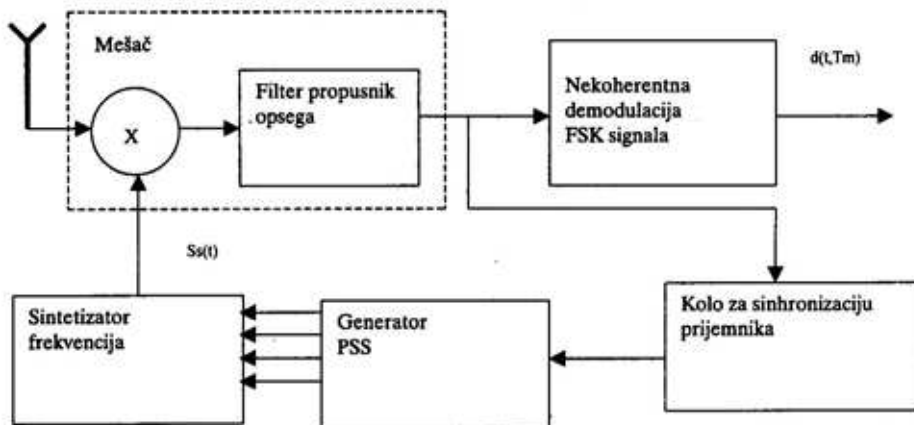 Mešač
X
Filter propusnik
opsega
Nekoherentna
demodulacija
FSK signala
d(t,Tm)
Ss(t)
Sintetizator
frekvencija
Generator
PSS
Kolo za sinhronizaciju
prijemnika